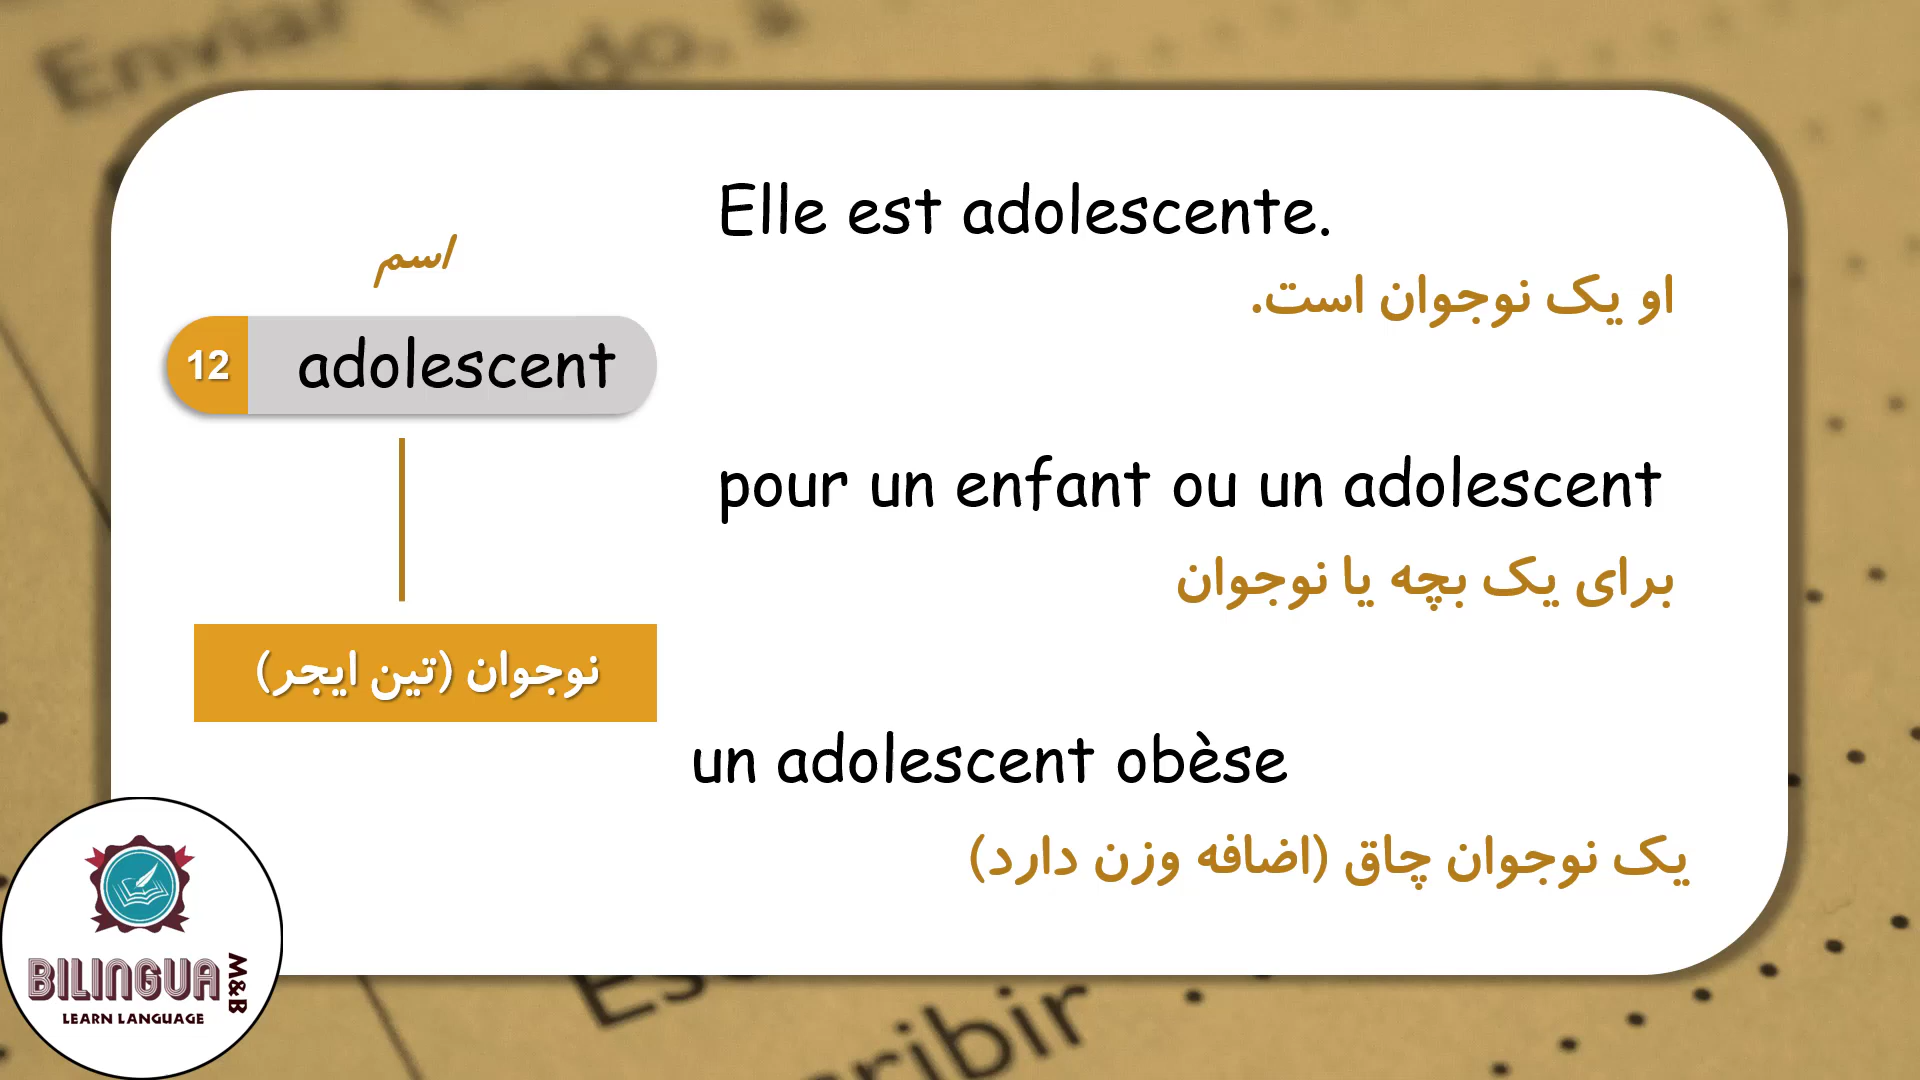 Enviar
اسم
12 adolescent
نوجوان (تین ایجر)
Elle est adolescente.
او یک نوجوان است.
pour un enfant ou un adolescent
برای یک بچه یا نوجوان
un adolescent obèse
یک نوجوان چاق (اضافه وزن دارد)
BILINGUA M&B
LEARN LANGUAGE